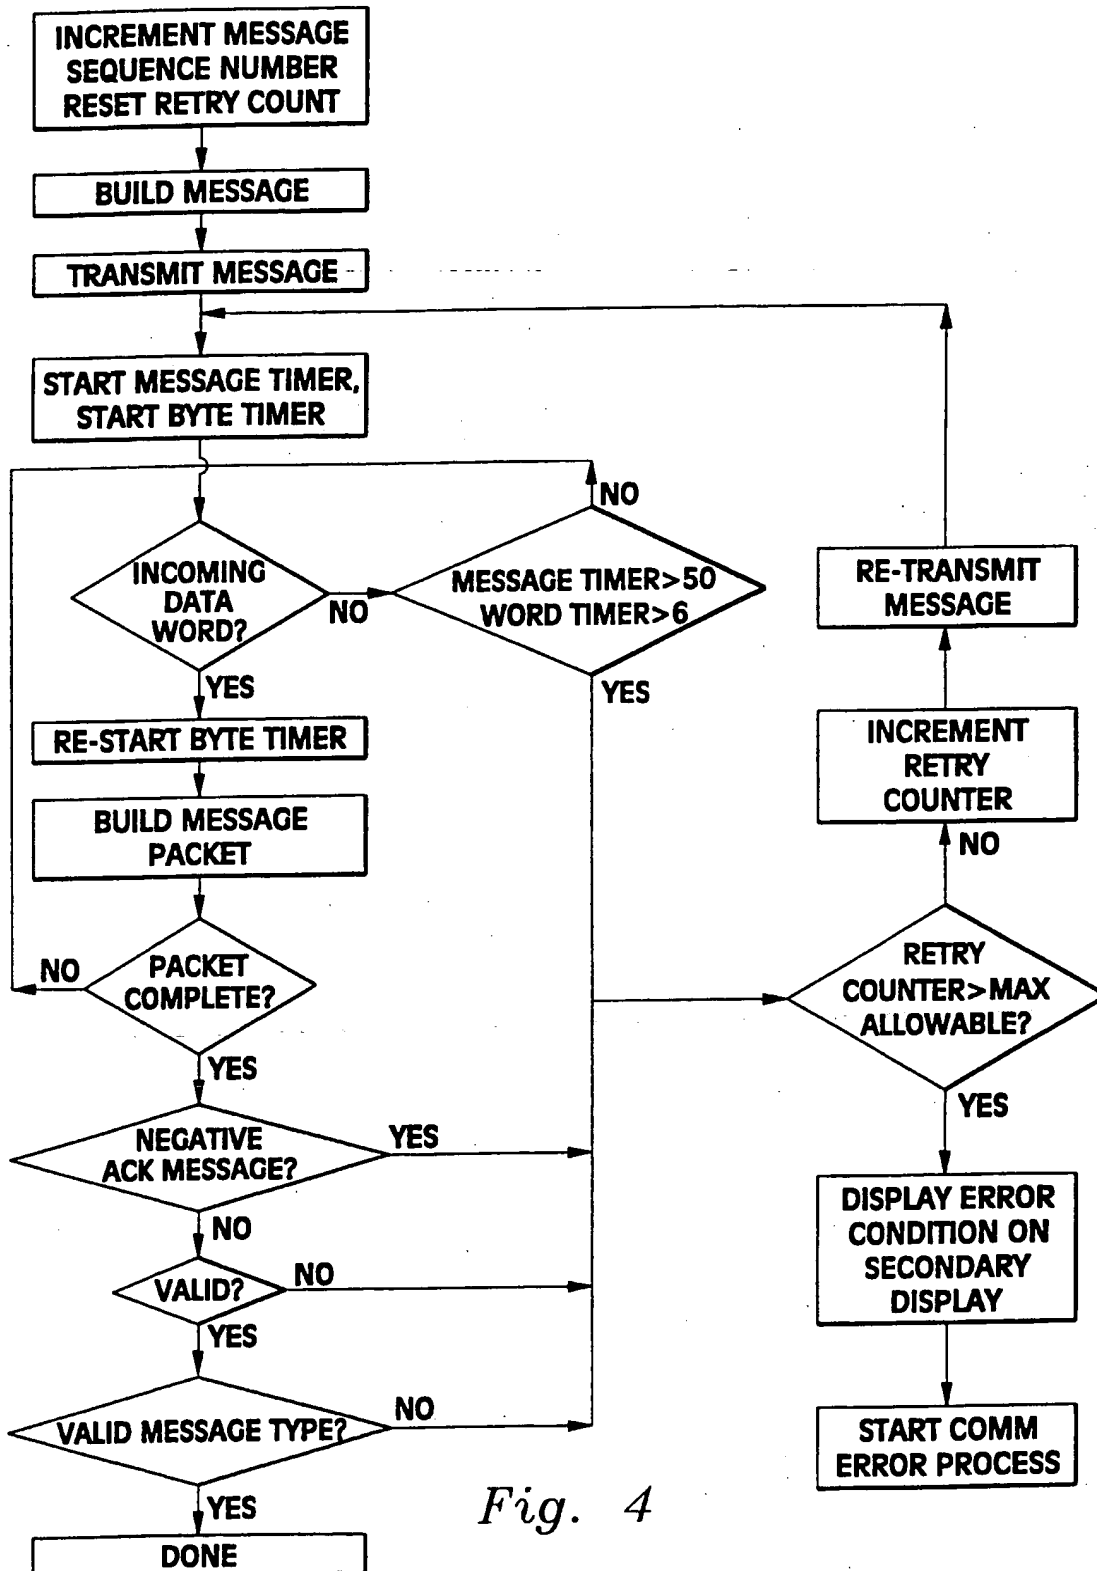 INCREMENT MESSAGE
SEQUENCE NUMBER
RESET RETRY COUNT
BUILD MESSAGE
TRANSMIT MESSAGE
START MESSAGE TIMER,
START BYTE TIMER
INCOMING
DATA
WORD?
NO
YES
MESSAGE TIMER>50
WORD TIMER>6
NO
YES
RE-START BYTE TIMER
BUILD MESSAGE
PACKET
PACKET
COMPLETE?
NO
YES
NEGATIVE
ACK MESSAGE?
YES
NO
VALID?
NO
YES
VALID MESSAGE TYPE?
NO
YES
DONE
RE-TRANSMIT
MESSAGE
INCREMENT
RETRY
COUNTER
NO
RETRY
COUNTER>MAX
ALLOWABLE?
YES
DISPLAY ERROR
CONDITION ON
SECONDARY
DISPLAY
START COMM
ERROR PROCESS
Fig. 4